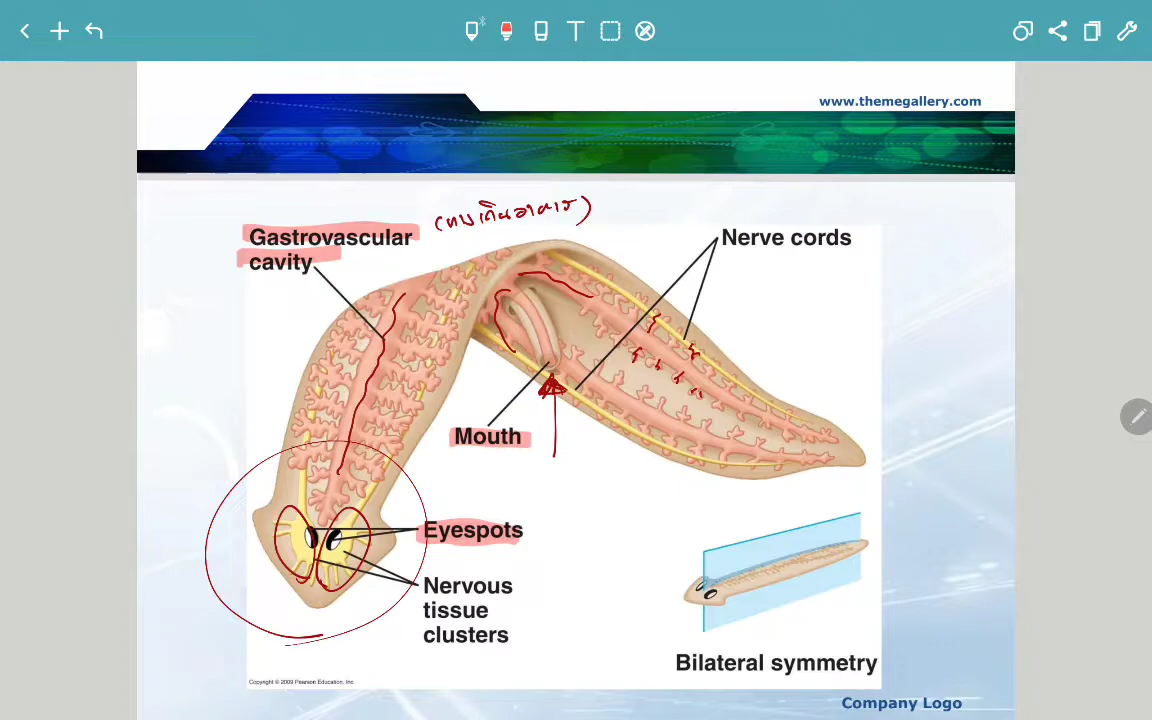 www.themegallery.com
Gastrovascular
cavity
Nerve cords
Mouth
Eyespots
Nervous
tissue
clusters
Bilateral symmetry
Copyright © 2009 Pearson Education, Inc.
Company Logo